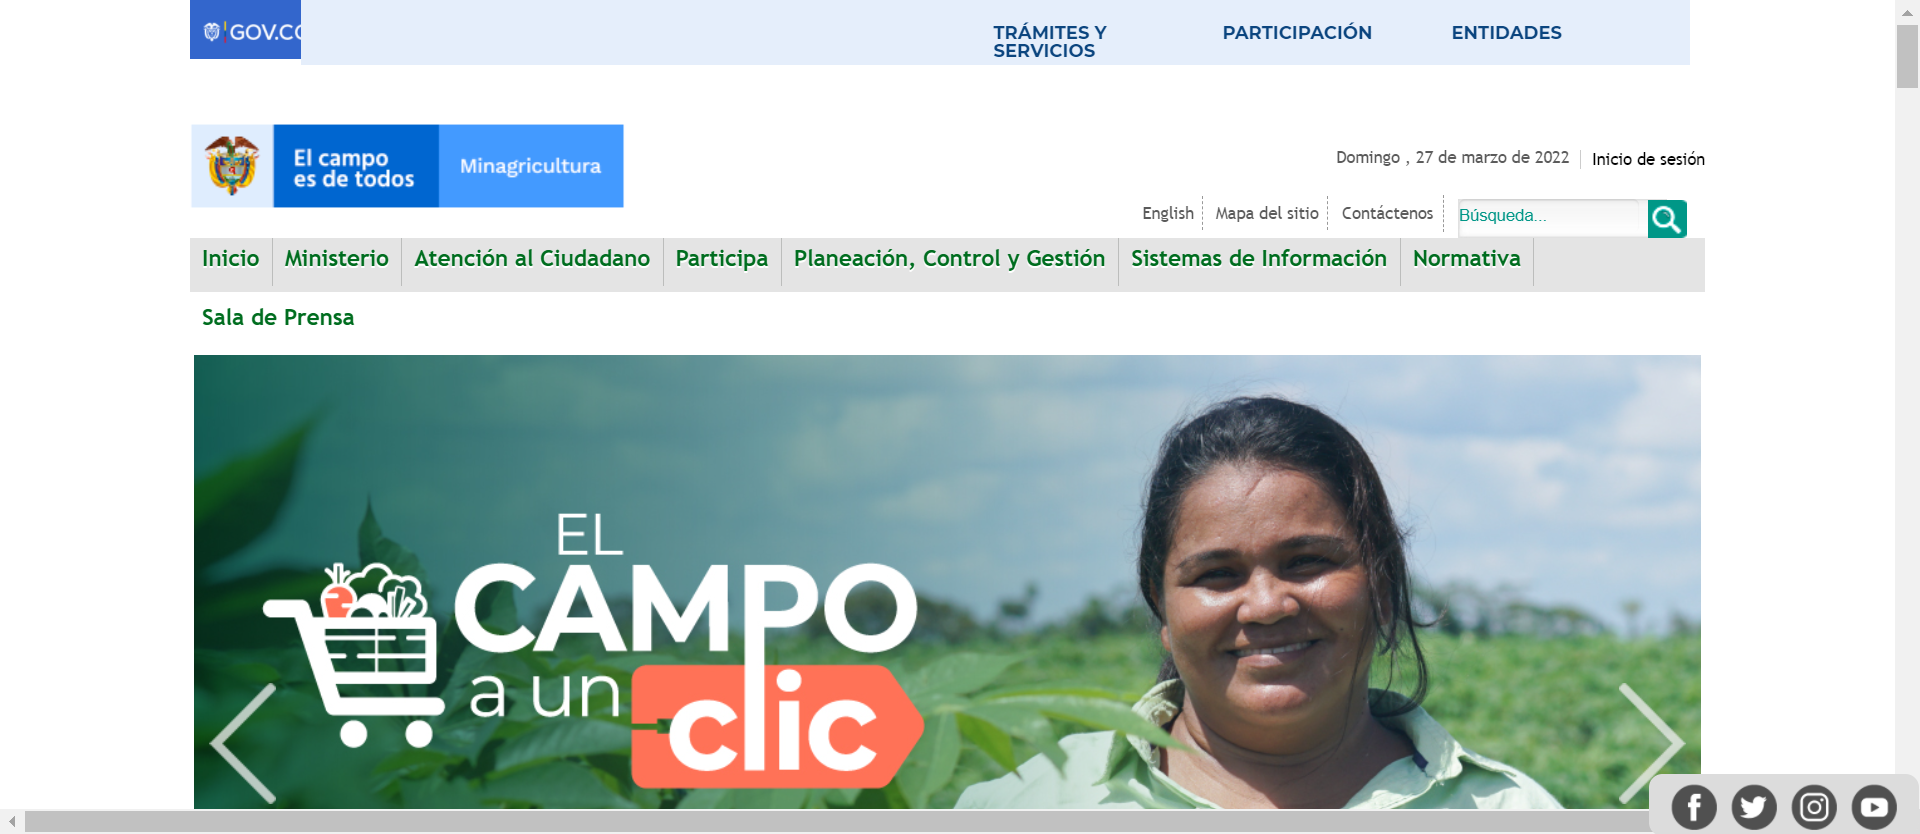 GOV.CO
TRÁMITES Y
SERVICIOS
PARTICIPACIÓN
ENTIDADES
El campo
es de todos
Minagricultura
Domingo , 27 de marzo de 2022
Inicio de sesión
English
Mapa del sitio
Contáctenos
Búsqueda...
Inicio
Ministerio
Atención al Ciudadano
Participa
Planeación, Control y Gestión
Sistemas de Información
Normativa
Sala de Prensa
EL
CAMPO
a un
clic